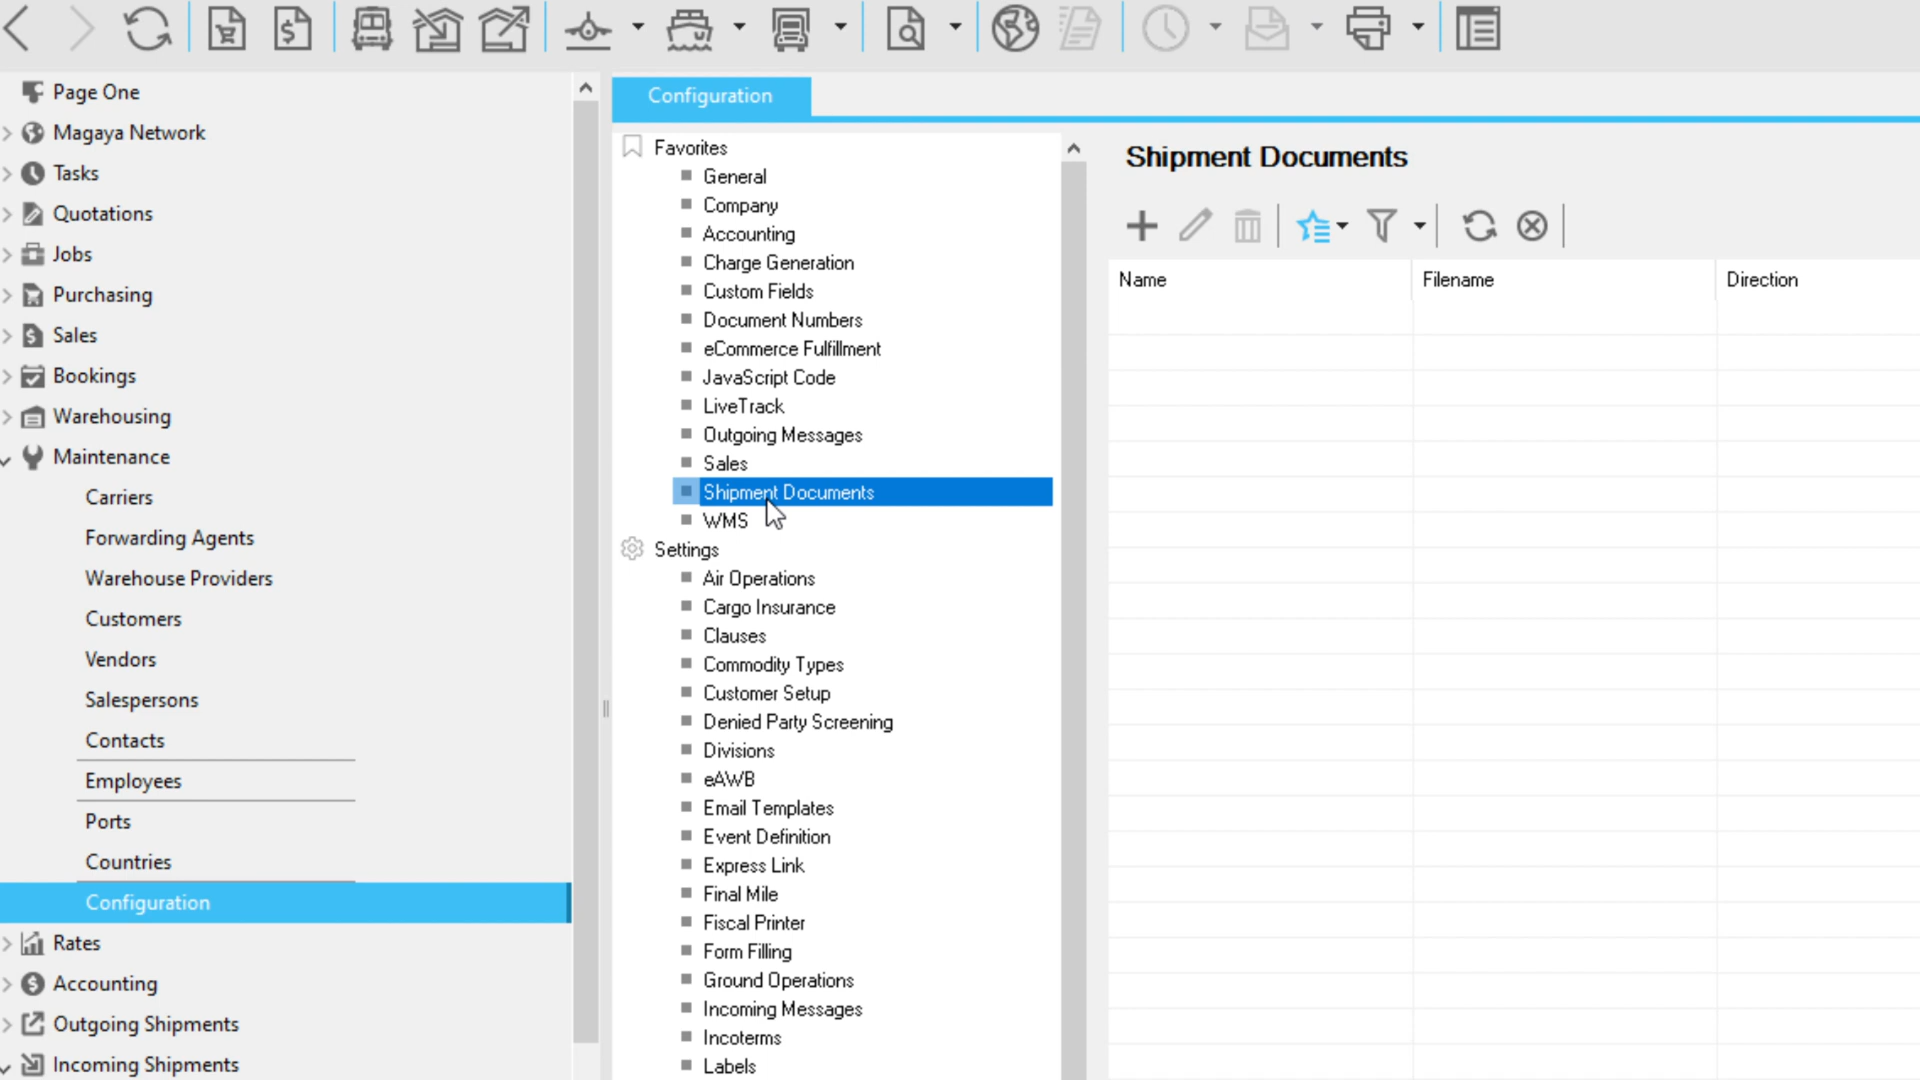 Page One
Magaya Network
Tasks
Quotations
Jobs
Purchasing
Sales
Bookings
Warehousing
Maintenance
Carriers
Forwarding Agents
Warehouse Providers
Customers
Vendors
Salespersons
Contacts
Employees
Ports
Countries
Configuration
Rates
Accounting
Outgoing Shipments
Incoming Shipments
Configuration
Favorites
General
Company
Accounting
Charge Generation
Custom Fields
Document Numbers
eCommerce Fulfillment
JavaScript Code
LiveTrack
Outgoing Messages
Sales
Shipment Documents
WMS
Settings
Air Operations
Cargo Insurance
Clauses
Commodity Types
Customer Setup
Denied Party Screening
Divisions
eAWB
Email Templates
Event Definition
Express Link
Final Mile
Fiscal Printer
Form Filling
Ground Operations
Incoming Messages
Incoterms
Labels
Shipment Documents
Name Filename Direction